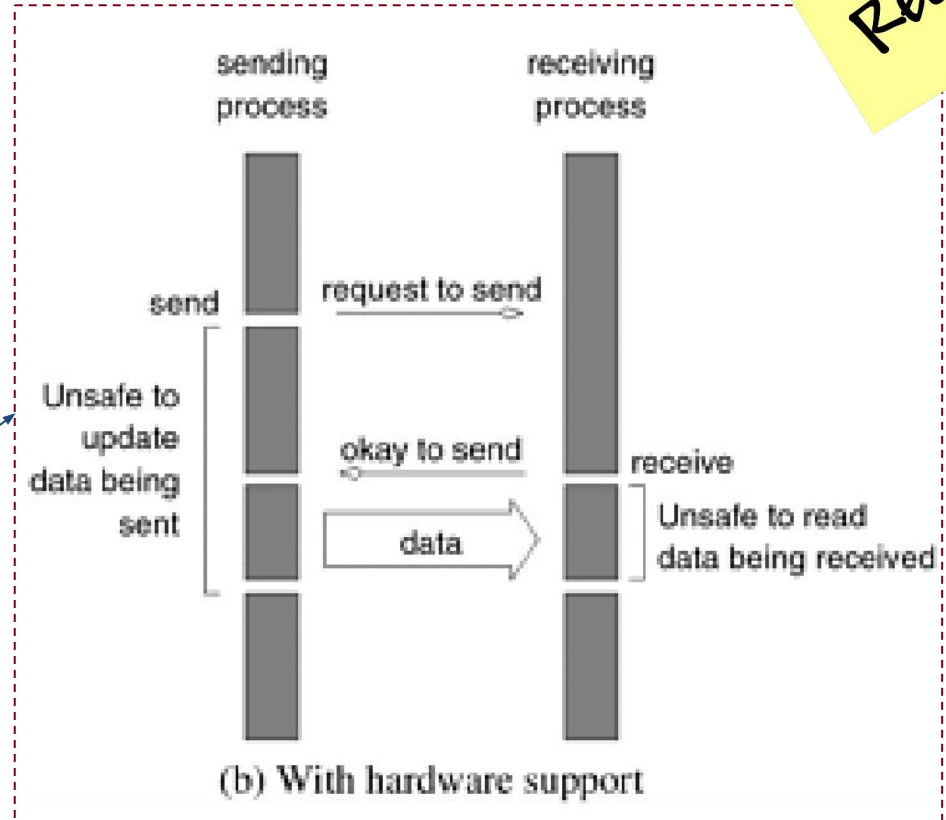 sending
process
receiving
process
send
request to send
Unsafe to
update
data being
sent
okay to send
receive
data
Unsafe to read
data being received
(b) With hardware support